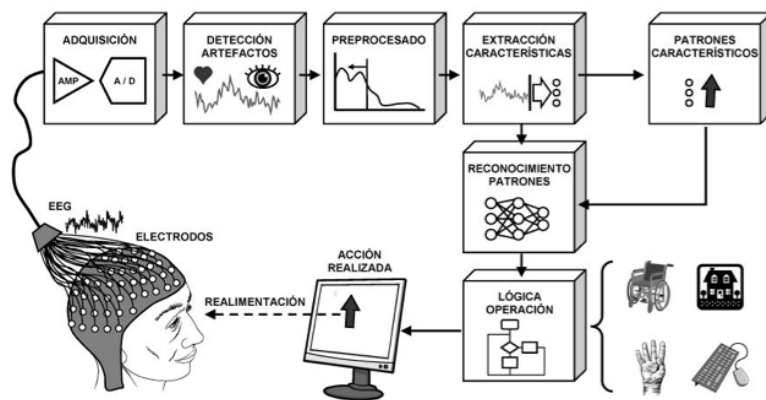 ADQUISICIÓN
AMP
A / D
DETECCIÓN
ARTEFACTOS
PREPROCESADO
EXTRACCIÓN
CARACTERÍSTICAS
PATRONES
CARACTERÍSTICOS
RECONOCIMIENTO
PATRONES
EEG
ELECTRODOS
ACCIÓN
REALIZADA
REALIMENTACIÓN
LÓGICA
OPERACIÓN